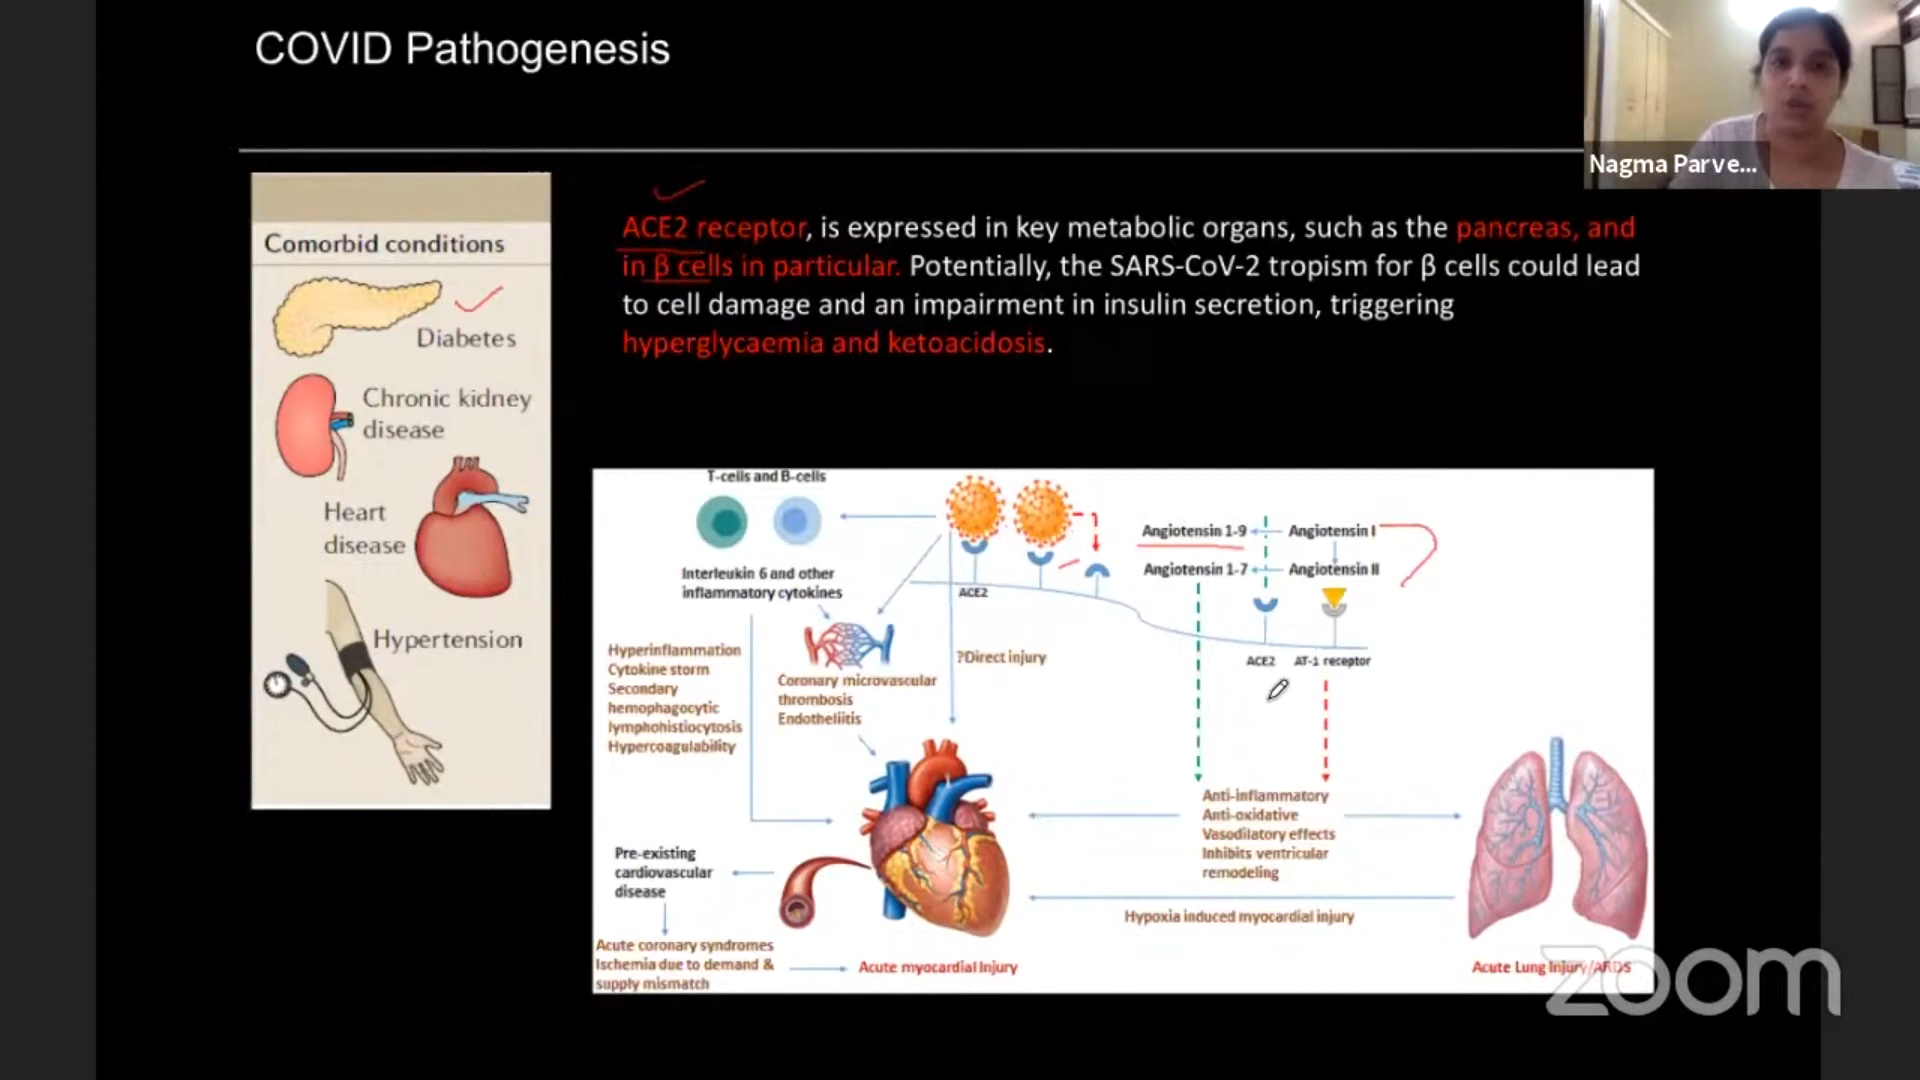 COVID Pathogenesis
Nagma Parve...
Comorbid conditions
Diabetes
Chronic kidney
disease
Heart
disease
Hypertension
ACE2 receptor, is expressed in key metabolic organs, such as the pancreas, and
in β cells in particular. Potentially, the SARS-CoV-2 tropism for β cells could lead
to cell damage and an impairment in insulin secretion, triggering
hyperglycaemia and ketoacidosis.
T-cells and B-cells
Interleukin 6 and other
inflammatory cytokines
Hyperinflammation
Cytokine storm
Secondary
hemophagocytic
lymphohistiocytosis
Hypercoagulability
Coronary microvascular
thrombosis
Endotheliitis
ACE2
?Direct injury
Angiotensin 1-9
Angiotensin I
Angiotensin 1-7
Angiotensin II
ACE2
AT-1 receptor
Anti-inflammatory
Anti-oxidative
Vasodilatory effects
Inhibits ventricular
remodeling
Hypoxia induced myocardial injury
Pre-existing
cardiovascular
disease
Acute coronary syndromes
Ischemia due to demand &
supply mismatch
Acute myocardial Injury
Acute Lung Injury/ARDS
zoom